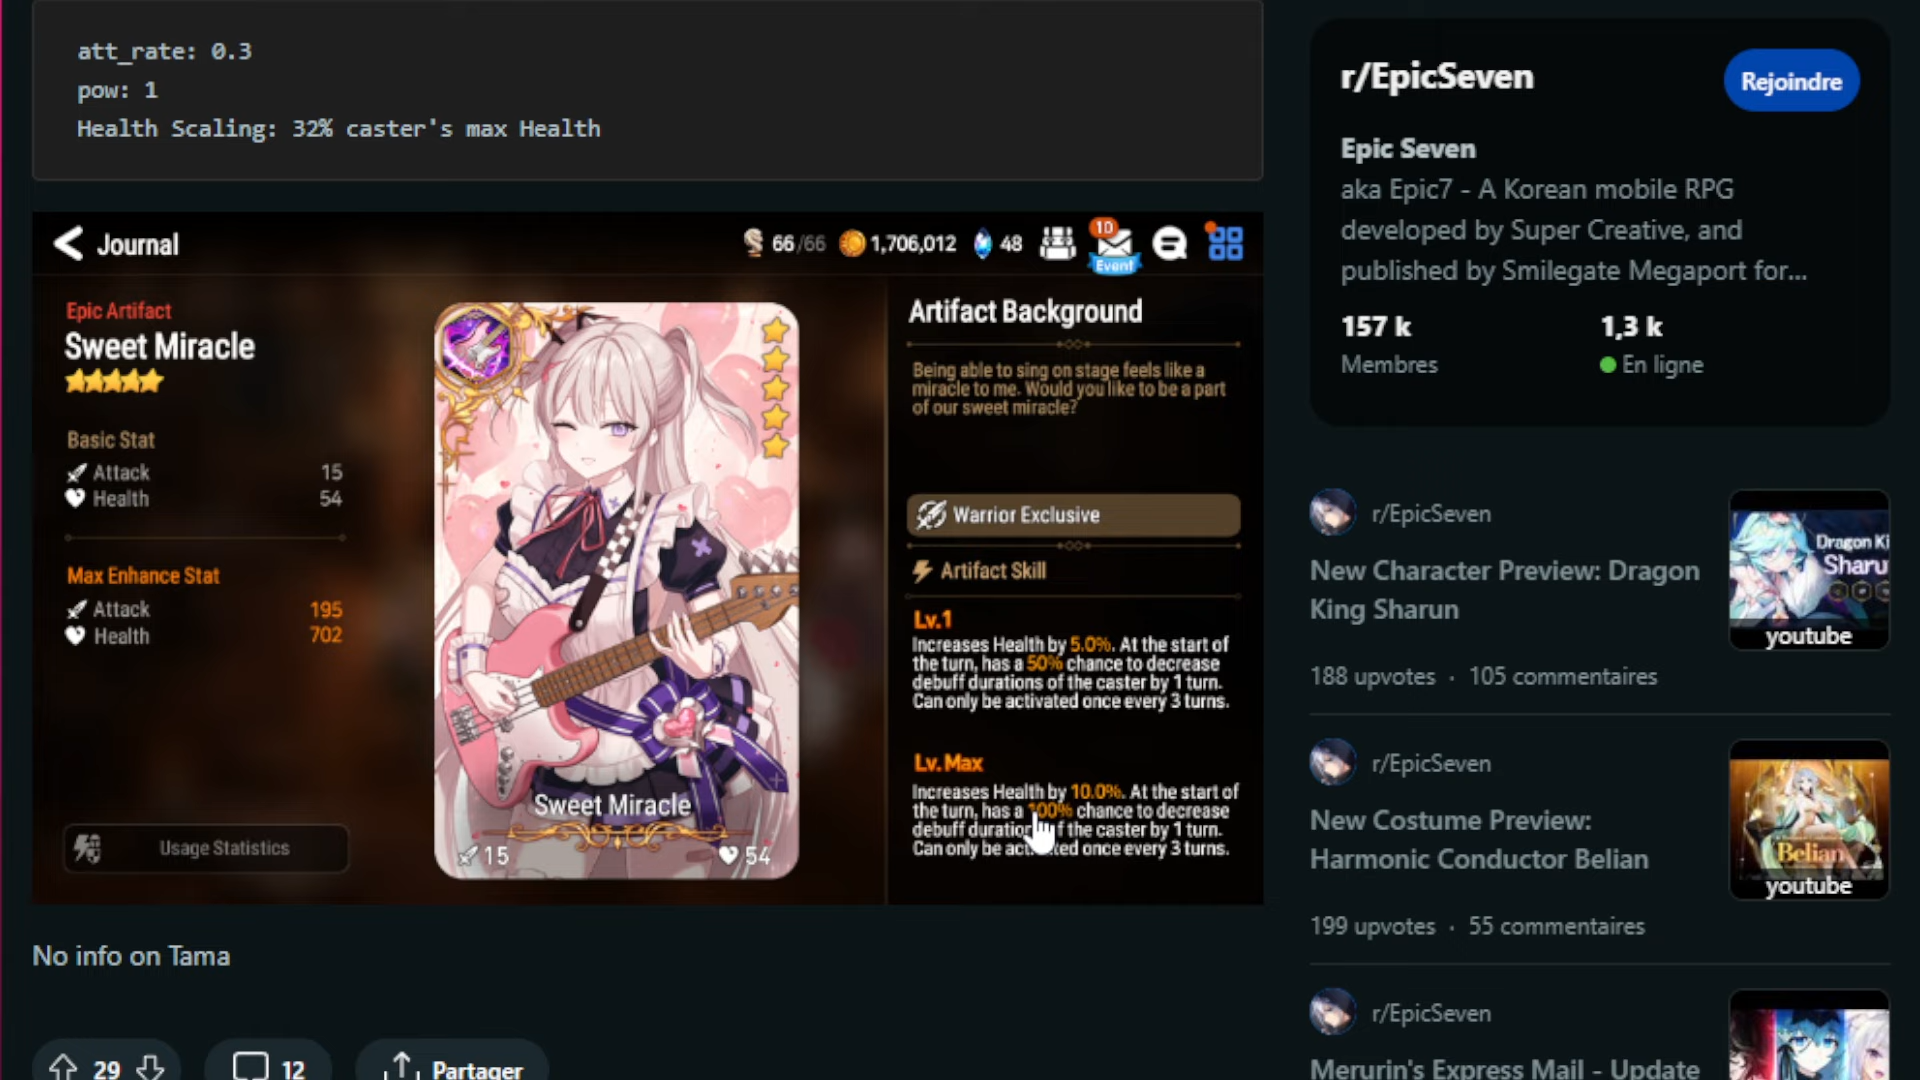 att_rate: 0.3
pow: 1
Health Scaling: 32% caster's max Health
Journal
66/66
1,706,012
48
10
Event
Epic Artifact
Sweet Miracle
Basic Stat
Attack 15
Health 54
Max Enhance Stat
Attack 195
Health 702
Usage Statistics
Sweet Miracle
15
54
Artifact Background
Being able to sing on stage feels like a
miracle to me. Would you like to be a part
of our sweet miracle?
Warrior Exclusive
Artifact Skill
Lv.1
Increases Health by 5.0%. At the start of
the turn, has a 50% chance to decrease
debuff durations of the caster by 1 turn.
Can only be activated once every 3 turns.
Lv.Max
Increases Health by 10.0%. At the start of
the turn, has a 100% chance to decrease
debuff duration f the caster by 1 turn.
Can only be act ed once every 3 turns.
No info on Tama
29
12
Partager
r/EpicSeven
Rejoindre
Epic Seven
aka Epic7 - A Korean mobile RPG
developed by Super Creative, and
published by Smilegate Megaport for...
157 k
1,3 k
Membres
En ligne
r/EpicSeven
New Character Preview: Dragon
King Sharun
188 upvotes · 105 commentaires
Dragon Ki
Sharu
youtube
r/EpicSeven
New Costume Preview:
Harmonic Conductor Belian
199 upvotes · 55 commentaires
Belian
youtube
r/EpicSeven
Merurin's Express Mail - Update